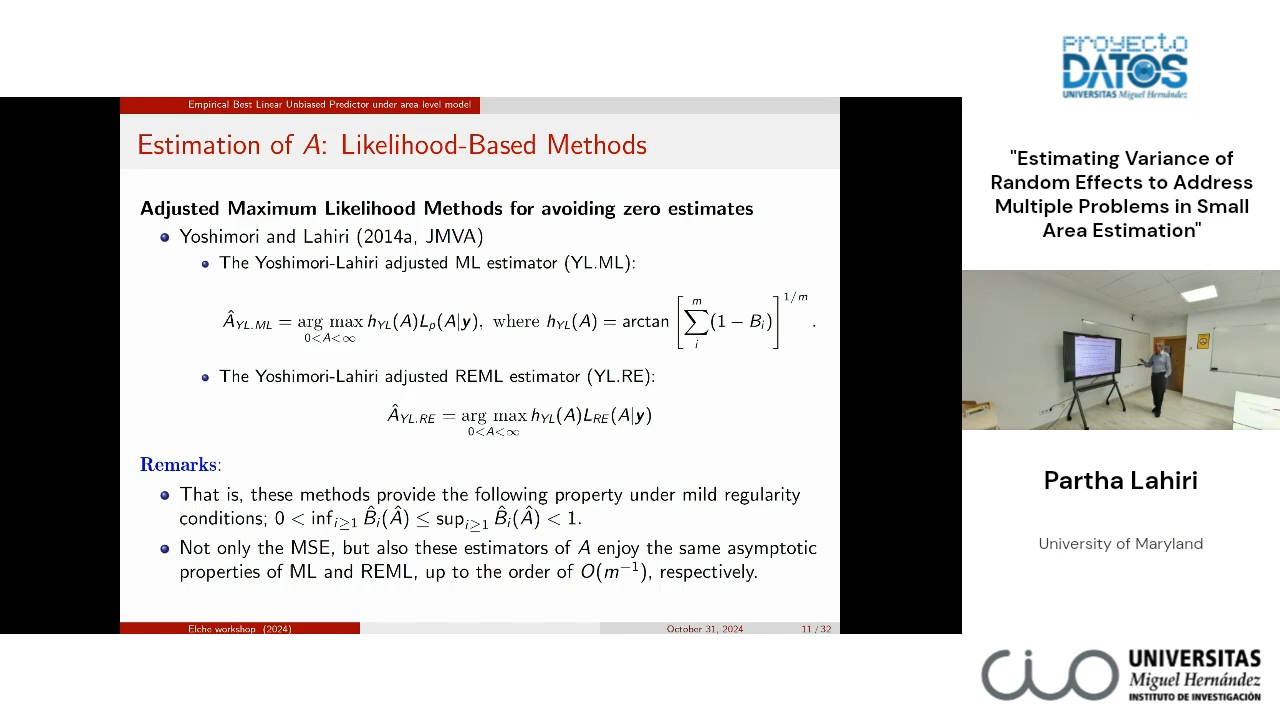 Empirical Best Linear Unbiased Predictor under area level model
Estimation of A: Likelihood-Based Methods
Adjusted Maximum Likelihood Methods for avoiding zero estimates
Yoshimori and Lahiri (2014a, JMVA)
The Yoshimori-Lahiri adjusted ML estimator (YL.ML):
Â_{YL.ML} = arg max_{0<A<∞} h_{YL}(A)L_p(A|y), where h_{YL}(A) = arctan [∑_i^m (1 − B_i)]^{1/m}.
The Yoshimori-Lahiri adjusted REML estimator (YL.RE):
Â_{YL.RE} = arg max_{0<A<∞} h_{YL}(A)L_{RE}(A|y)
Remarks:
That is, these methods provide the following property under mild regularity
conditions; 0 < inf_{i≥1} B̂_i(Â) ≤ sup_{i≥1} B̂_i(Â) < 1.
Not only the MSE, but also these estimators of A enjoy the same asymptotic
properties of ML and REML, up to the order of O(m^{−1}), respectively.
Elche workshop (2024)
October 31, 2024
11 / 32
PROYECTO
DATOS
UNIVERSITAS Miguel Hernández
"Estimating Variance of
Random Effects to Address
Multiple Problems in Small
Area Estimation"
Partha Lahiri
University of Maryland
CIO
UNIVERSITAS
Miguel Hernández
INSTITUTO DE INVESTIGACIÓN